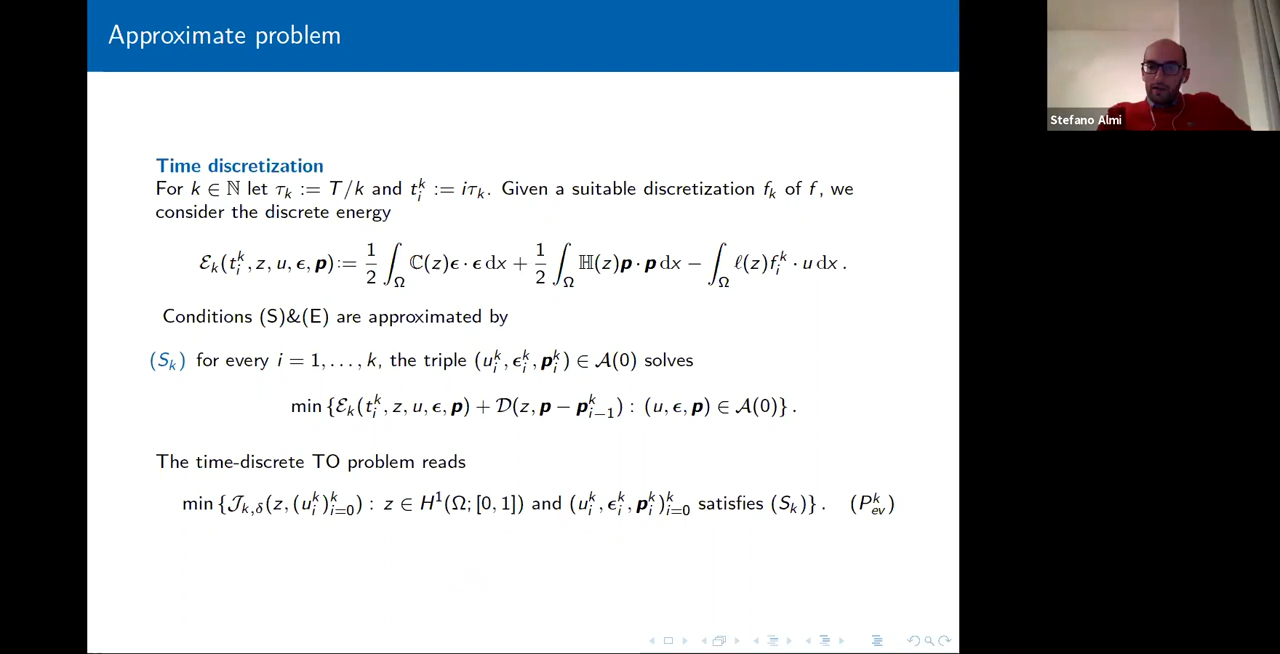 Approximate problem
Stefano Almi
Time discretization
For k ∈ ℕ let τ_k := T/k and t_i^k := iτ_k. Given a suitable discretization f_k of f, we
consider the discrete energy
ℰ_k(t_i^k, z, u, ϵ, 𝒑) := 1/2 ∫_Ω ℂ(z)ϵ · ϵ dx + 1/2 ∫_Ω ℍ(z)𝒑 · 𝒑 dx − ∫_Ω ℓ(z)f_i^k · u dx .
Conditions (S)&(E) are approximated by
(S_k) for every i = 1, . . . , k, the triple (u_i^k, ϵ_i^k, 𝒑_i^k) ∈ 𝒜(0) solves
min {ℰ_k(t_i^k, z, u, ϵ, 𝒑) + 𝒟(z, 𝒑 − 𝒑_{i−1}^k) : (u, ϵ, 𝒑) ∈ 𝒜(0)} .
The time-discrete TO problem reads
min {𝒥_{k,δ}(z, (u_i^k)_{i=0}^k) : z ∈ H^1(Ω; [0, 1]) and (u_i^k, ϵ_i^k, 𝒑_i^k)_{i=0}^k satisfies (S_k)} . (P_{ev}^k)